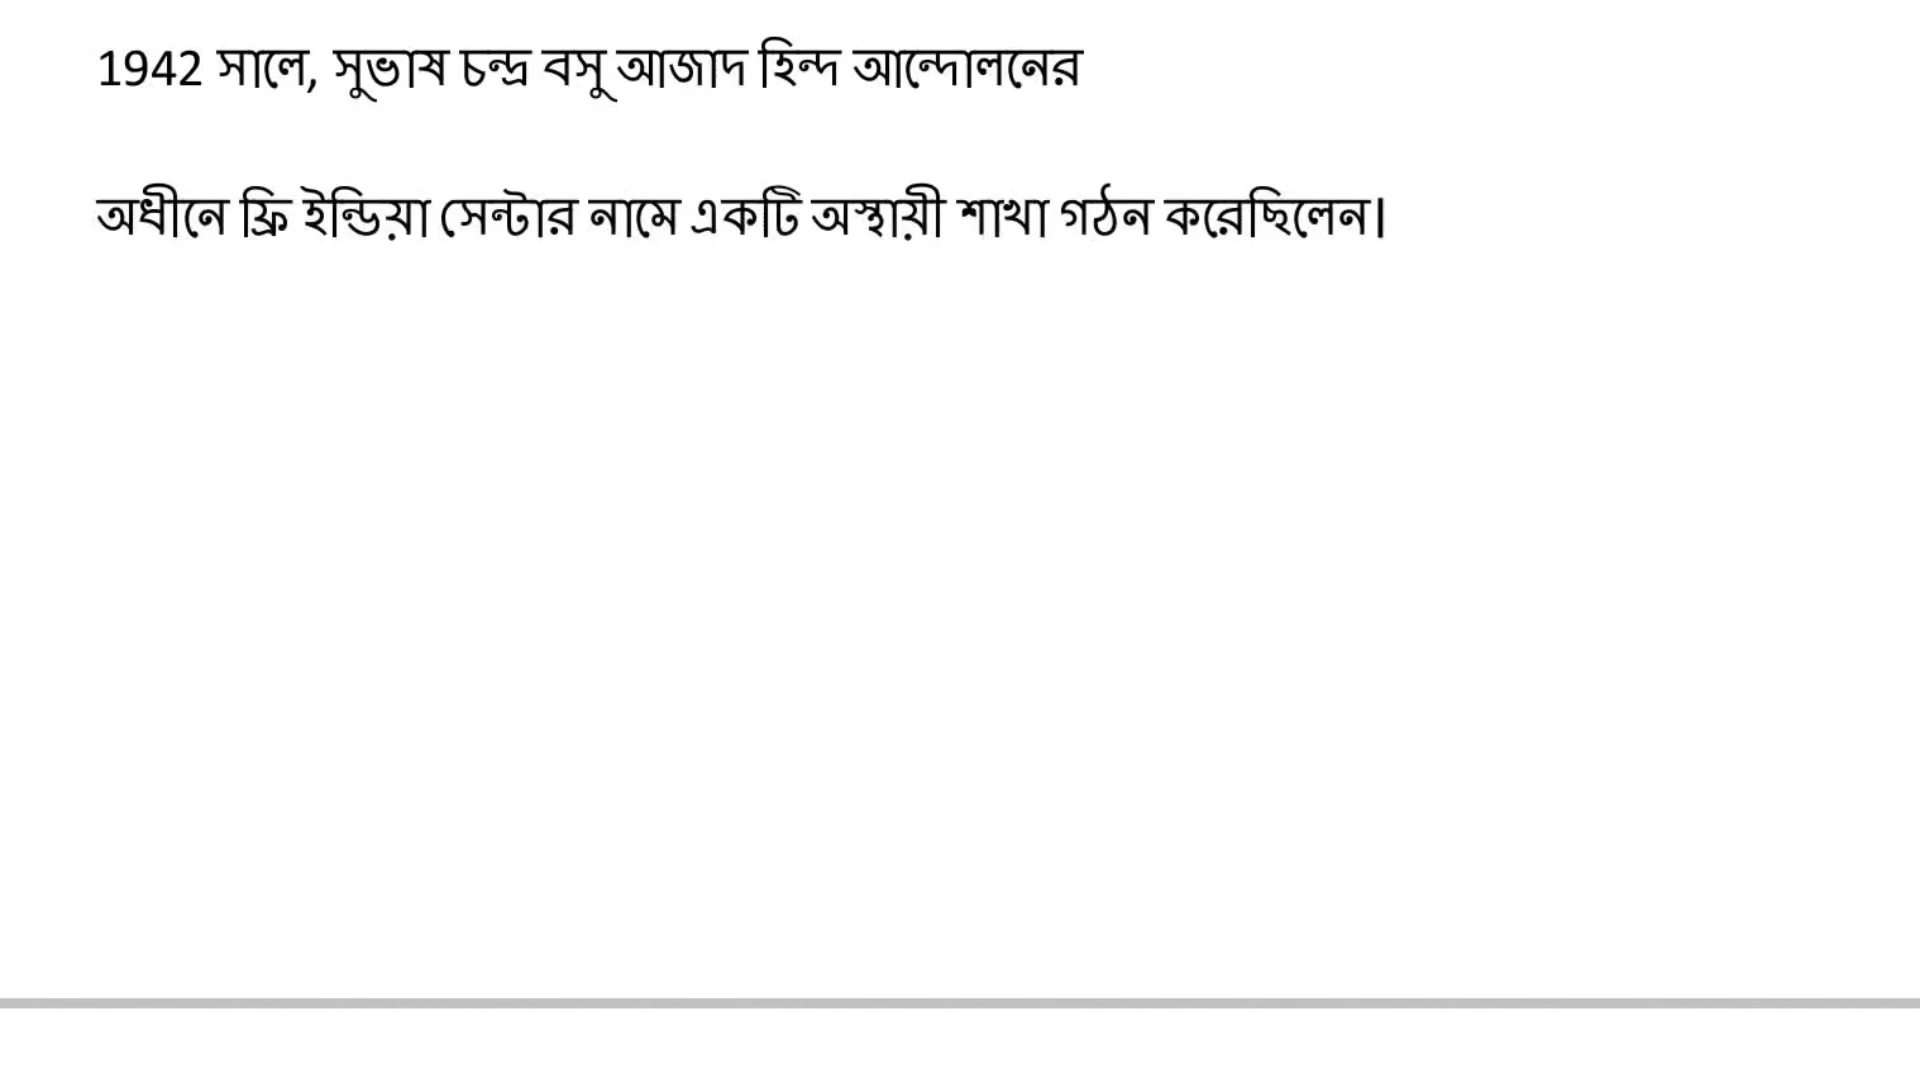 1942 সালে, সুভাষ চন্দ্র বসু আজাদ হিন্দ আন্দোলনের
অধীনে ফ্রি ইন্ডিয়া সেন্টার নামে একটি অস্থায়ী শাখা গঠন করেছিলেন।